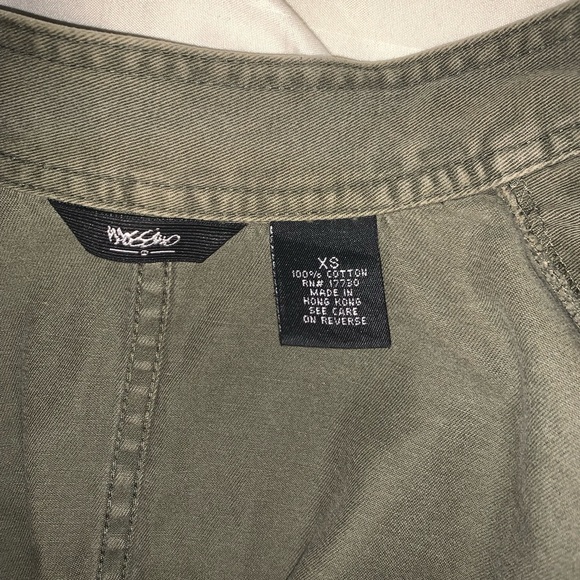 mossimo
XS
100% COTTON
RN# 17730
MADE IN
HONG KONG
SEE CARE
ON REVERSE